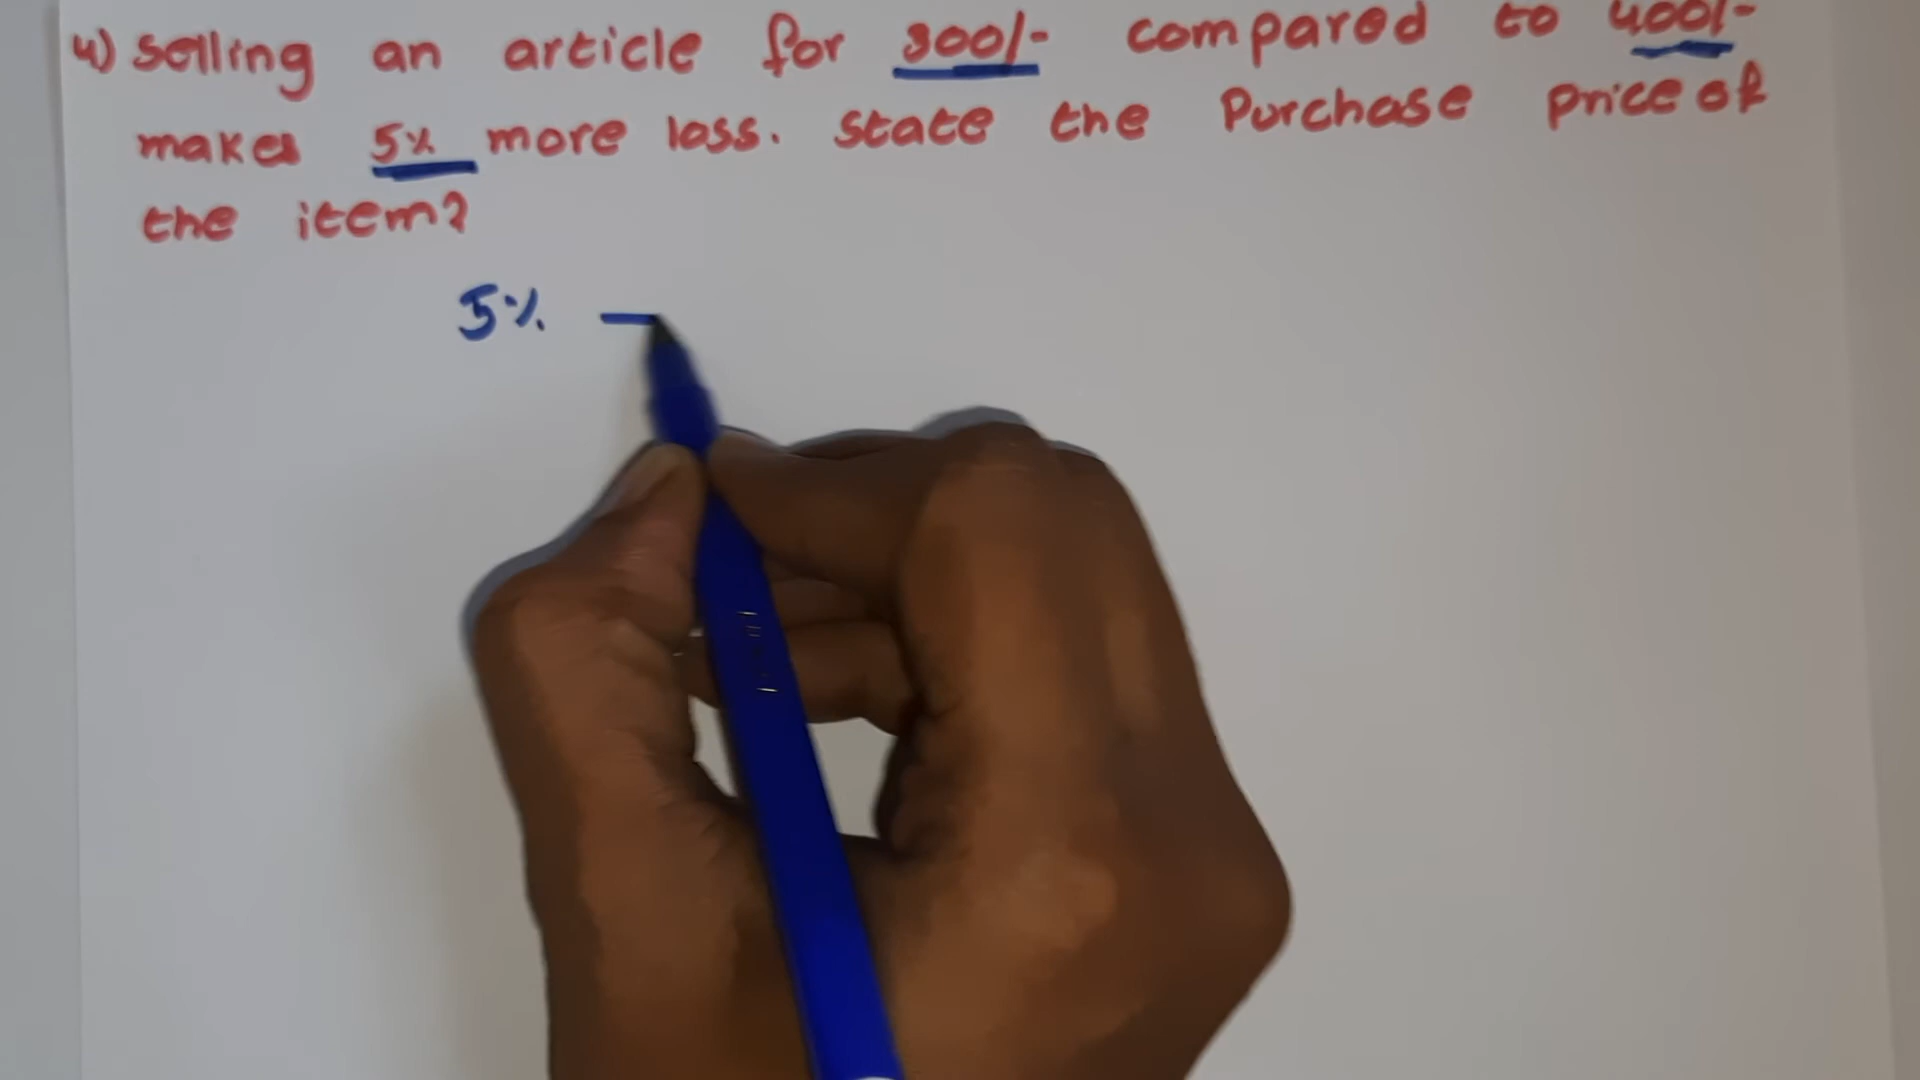 4) Selling an article for 300/- compared to 400/-
makes 5% more loss. State the Purchase price of
the item?
5% —